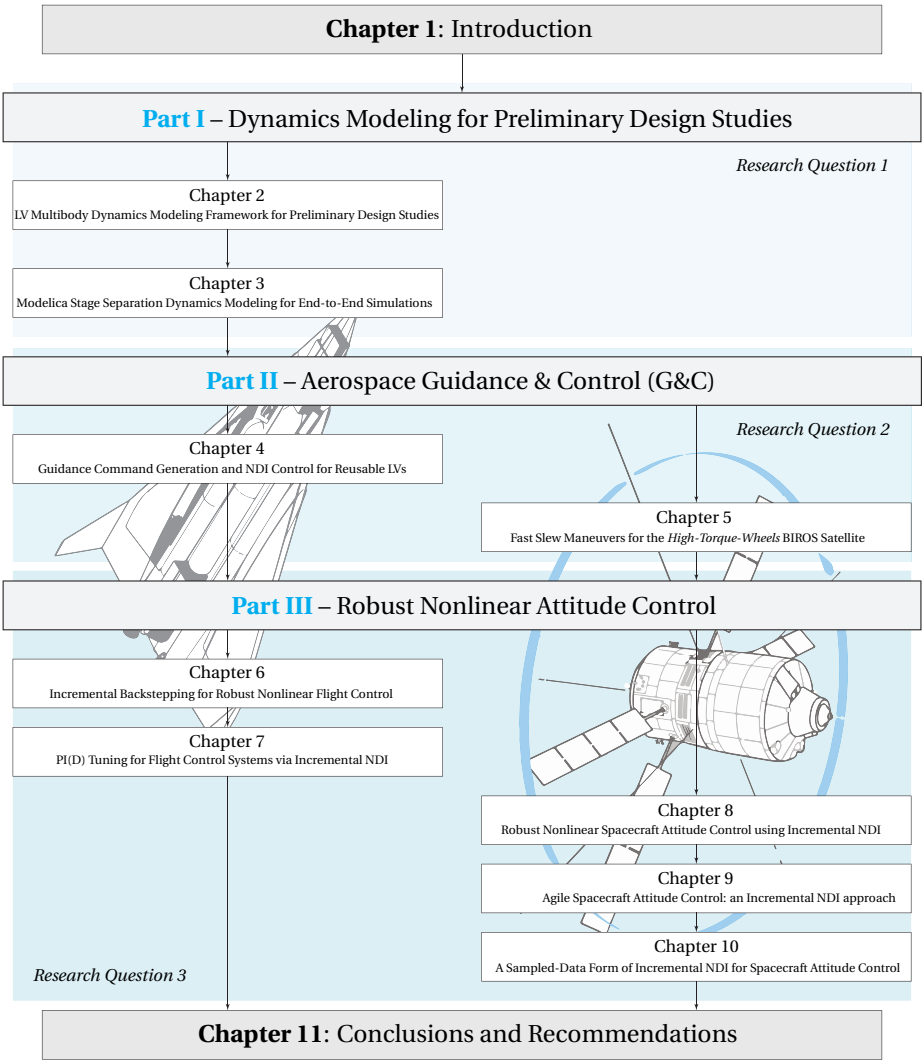 Chapter 1: Introduction
Part I – Dynamics Modeling for Preliminary Design Studies
Research Question 1
Chapter 2
LV Multibody Dynamics Modeling Framework for Preliminary Design Studies
Chapter 3
Modelica Stage Separation Dynamics Modeling for End-to-End Simulations
Part II – Aerospace Guidance & Control (G&C)
Research Question 2
Chapter 4
Guidance Command Generation and NDI Control for Reusable LVs
Chapter 5
Fast Slew Maneuvers for the High-Torque-Wheels BIROS Satellite
Part III – Robust Nonlinear Attitude Control
Chapter 6
Incremental Backstepping for Robust Nonlinear Flight Control
Chapter 7
PI(D) Tuning for Flight Control Systems via Incremental NDI
Chapter 8
Robust Nonlinear Spacecraft Attitude Control using Incremental NDI
Chapter 9
Agile Spacecraft Attitude Control: an Incremental NDI approach
Chapter 10
A Sampled-Data Form of Incremental NDI for Spacecraft Attitude Control
Research Question 3
Chapter 11: Conclusions and Recommendations